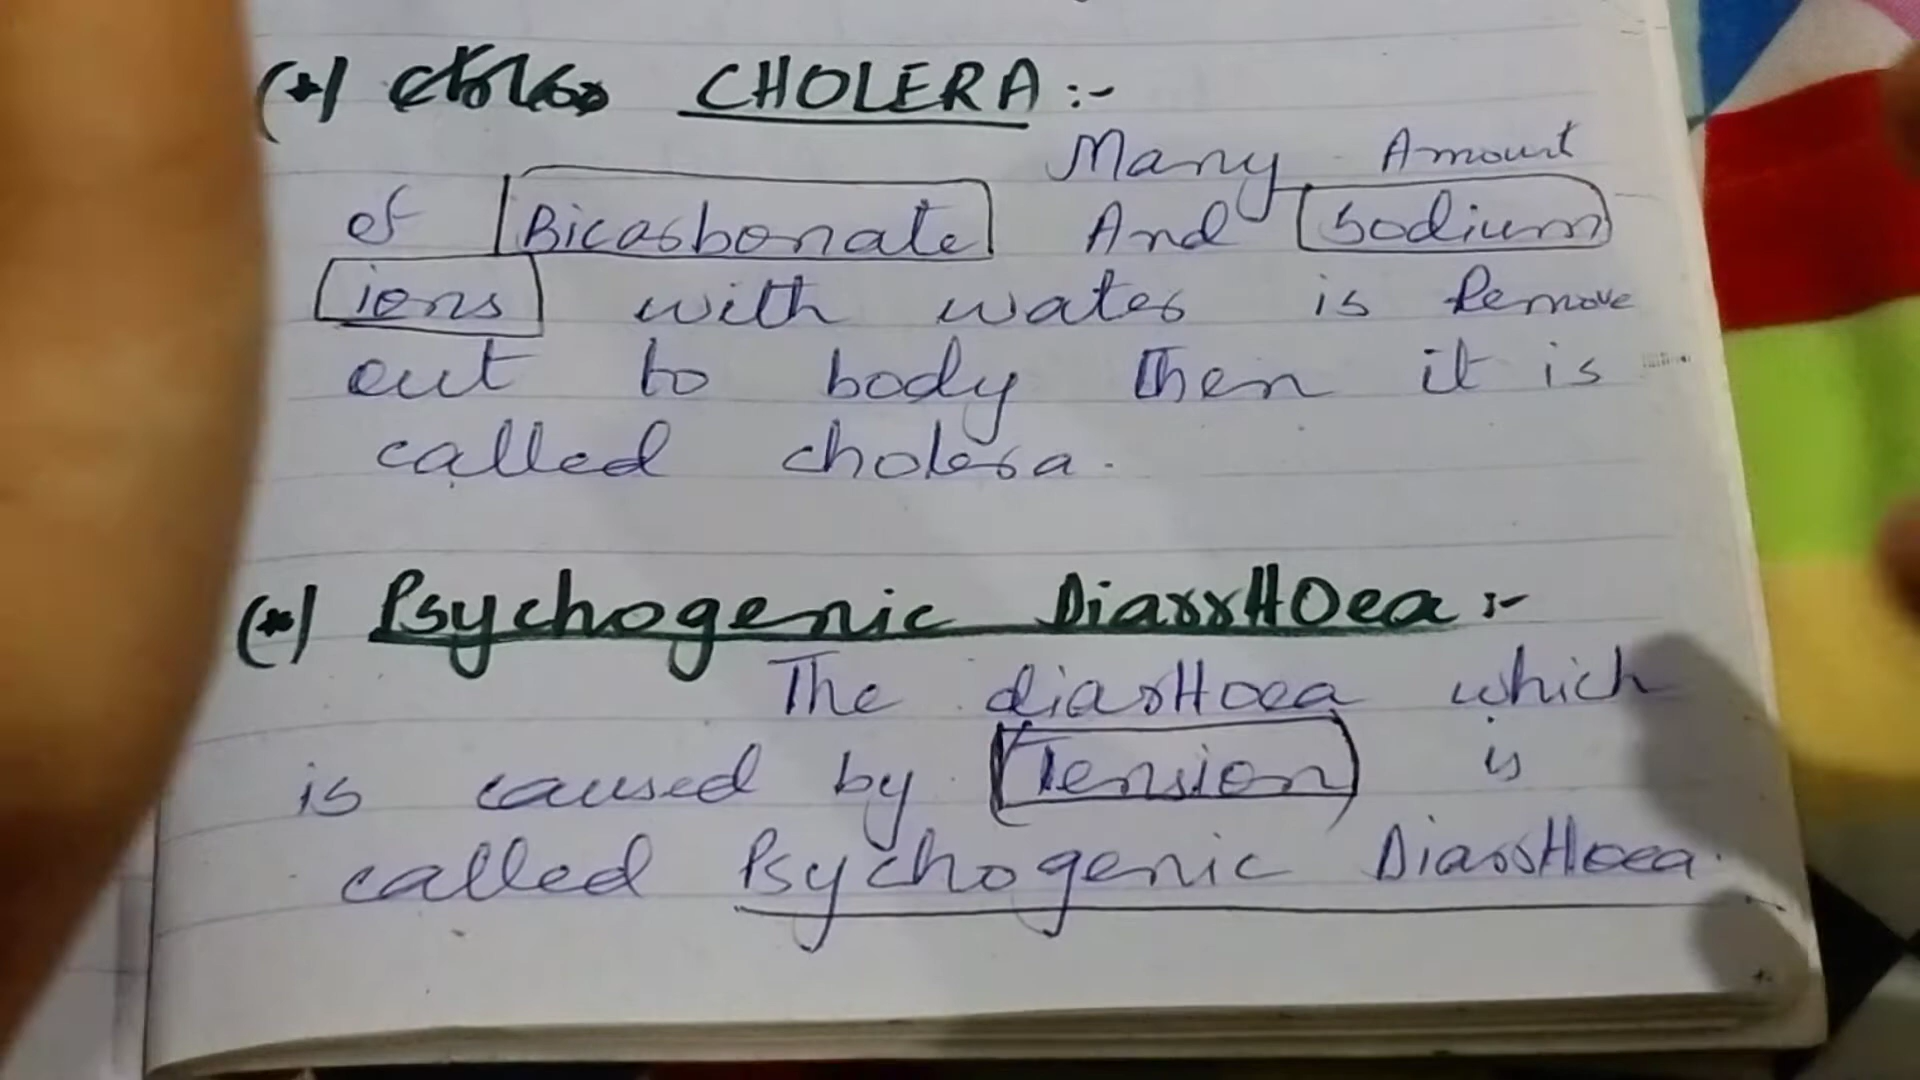 (*) CHOLERA :-
Many Amount
of Bicarbonate And Sodium
ions with water is Remove
out to body Then it is
called cholera.
(*) Psychogenic DiarrHOea :-
The diarHoea which
is caused by Tension is
called Psychogenic DiarrHoea.